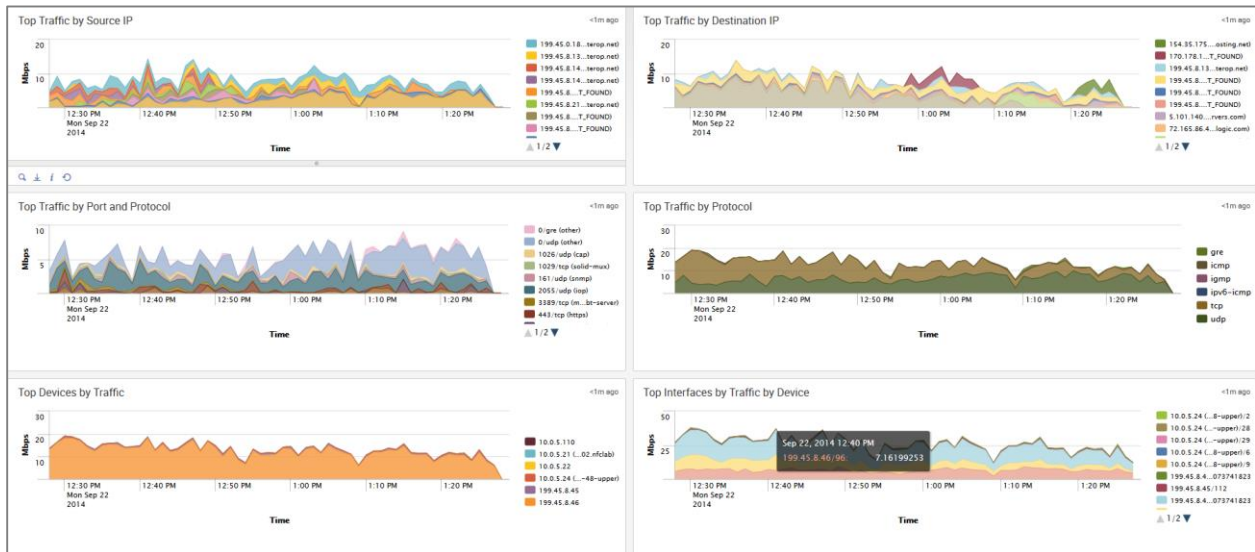 Top Traffic by Source IP
<1m ago
20
10
Mbps
12:30 PM 12:40 PM 12:50 PM 1:00 PM 1:10 PM 1:20 PM
Mon Sep 22
2014
Time
199.45.0.18...terop.net)
199.45.8.13...terop.net)
199.45.8.14...terop.net)
199.45.8.14...terop.net)
199.45.8....T_FOUND)
199.45.8.21...terop.net)
199.45.8....T_FOUND)
199.45.8....T_FOUND)
1/2
Top Traffic by Destination IP
<1m ago
20
10
Mbps
12:30 PM 12:40 PM 12:50 PM 1:00 PM 1:10 PM 1:20 PM
Mon Sep 22
2014
Time
154.35.175...osting.net)
170.178.1...T_FOUND)
199.45.8.13...terop.net)
199.45.8....T_FOUND)
199.45.8....T_FOUND)
199.45.8....T_FOUND)
5.101.140....rvers.com)
72.165.86.4...logic.com)
1/2
Top Traffic by Port and Protocol
<1m ago
10
5
Mbps
12:30 PM 12:40 PM 12:50 PM 1:00 PM 1:10 PM 1:20 PM
Mon Sep 22
2014
Time
0/gre (other)
0/udp (other)
1026/udp (cap)
1029/tcp (solid-mux)
161/udp (snmp)
2055/udp (iop)
3389/tcp (m...bt-server)
443/tcp (https)
1/2
Top Traffic by Protocol
<1m ago
30
20
10
Mbps
12:30 PM 12:40 PM 12:50 PM 1:00 PM 1:10 PM 1:20 PM
Mon Sep 22
2014
Time
gre
icmp
igmp
ipv6-icmp
tcp
udp
Top Devices by Traffic
<1m ago
30
20
10
Mbps
12:30 PM 12:40 PM 12:50 PM 1:00 PM 1:10 PM 1:20 PM
Mon Sep 22
2014
Time
10.0.5.110
10.0.5.21 (...02.nfclab)
10.0.5.22
10.0.5.24 (...-48-upper)
199.45.8.45
199.45.8.46
Top Interfaces by Traffic by Device
<1m ago
50
25
Mbps
Sep 22, 2014 12:40 PM
199.45.8.46/96: 7.16199253
12:30 PM 12:40 PM 12:50 PM 1:00 PM 1:10 PM 1:20 PM
Mon Sep 22
2014
Time
10.0.5.24 (...8-upper)/2
10.0.5.24 (...-upper)/28
10.0.5.24 (...-upper)/29
10.0.5.24 (...8-upper)/6
10.0.5.24 (...8-upper)/9
199.45.8.4...073741823
199.45.8.45/112
199.45.8.4...073741823
1/2